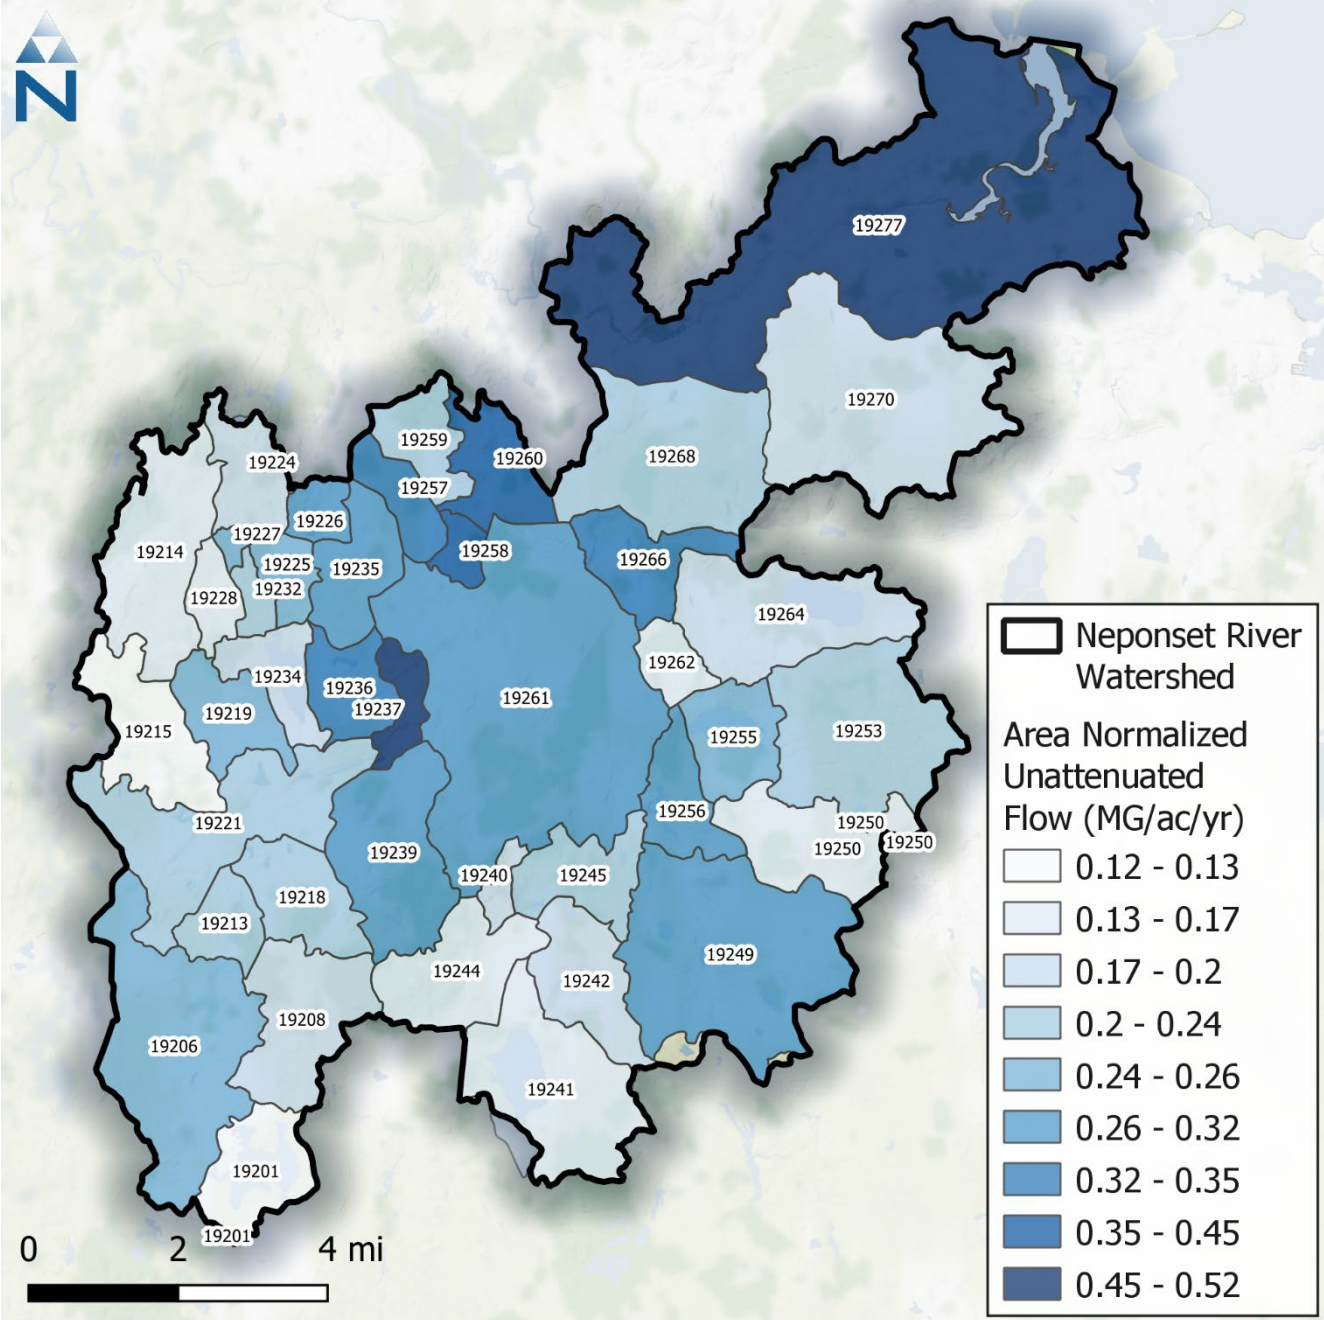 N
19277
19270
19259
19260
19268
19224
19257
19226
19227
19258
19214
19225
19235
19266
19232
19228
19264
19262
19234
19236
19261
19237
19219
19215
19255
19253
19256
19221
19250
19250
19250
19239
19240
19245
19218
19213
19249
19244
19242
19208
19206
19241
19201
19201
0 2 4 mi
Neponset River
Watershed
Area Normalized
Unattenuated
Flow (MG/ac/yr)
0.12 - 0.13
0.13 - 0.17
0.17 - 0.2
0.2 - 0.24
0.24 - 0.26
0.26 - 0.32
0.32 - 0.35
0.35 - 0.45
0.45 - 0.52